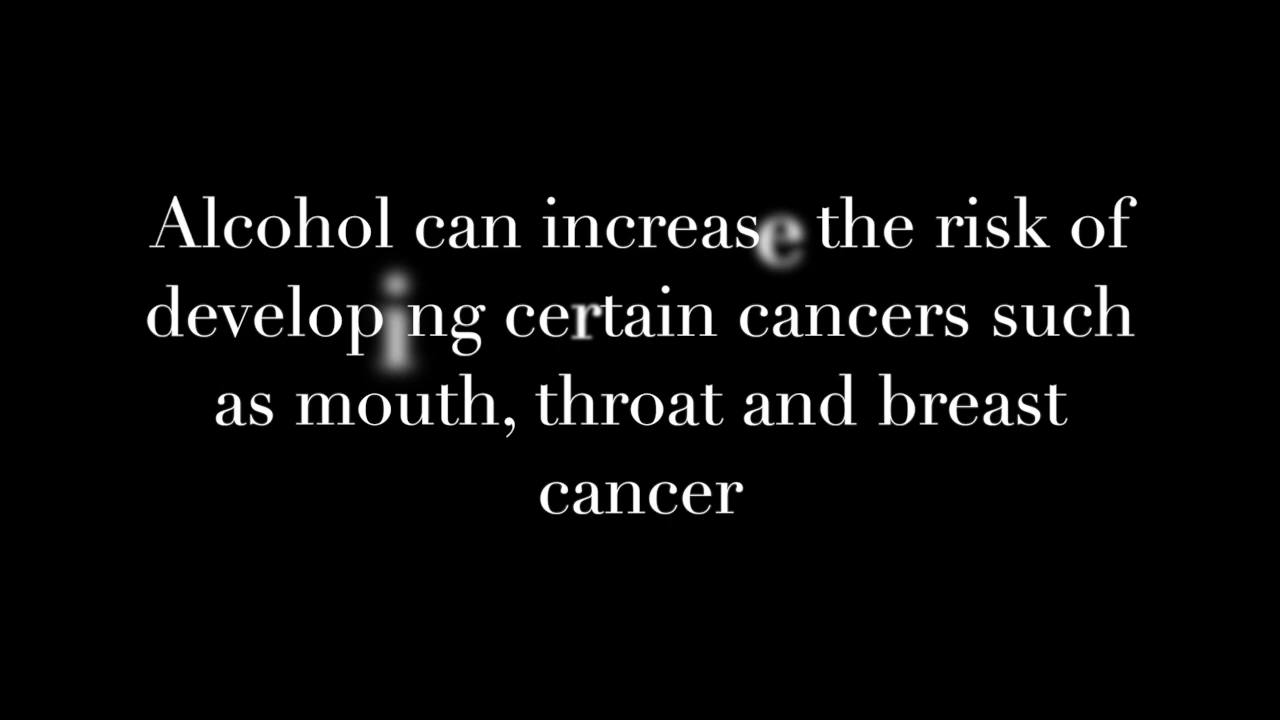 Alcohol can increase the risk of
developing certain cancers such
as mouth, throat and breast
cancer